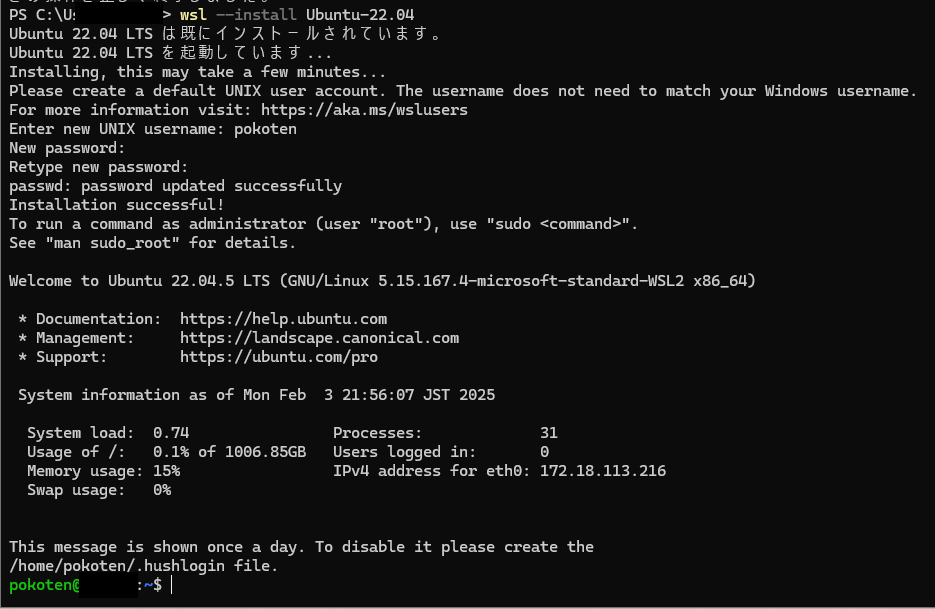 PS C:\Us > wsl --install Ubuntu-22.04
Ubuntu 22.04 LTS は既にインストールされています。
Ubuntu 22.04 LTS を起動しています...
Installing, this may take a few minutes...
Please create a default UNIX user account. The username does not need to match your Windows username.
For more information visit: https://aka.ms/wslusers
Enter new UNIX username: pokoten
New password:
Retype new password:
passwd: password updated successfully
Installation successful!
To run a command as administrator (user "root"), use "sudo <command>".
See "man sudo_root" for details.

Welcome to Ubuntu 22.04.5 LTS (GNU/Linux 5.15.167.4-microsoft-standard-WSL2 x86_64)

 * Documentation:  https://help.ubuntu.com
 * Management:     https://landscape.canonical.com
 * Support:        https://ubuntu.com/pro

 System information as of Mon Feb  3 21:56:07 JST 2025

  System load:  0.74                Processes:             31
  Usage of /:   0.1% of 1006.85GB   Users logged in:       0
  Memory usage: 15%                 IPv4 address for eth0: 172.18.113.216
  Swap usage:   0%

This message is shown once a day. To disable it please create the
/home/pokoten/.hushlogin file.
pokoten@ :~$